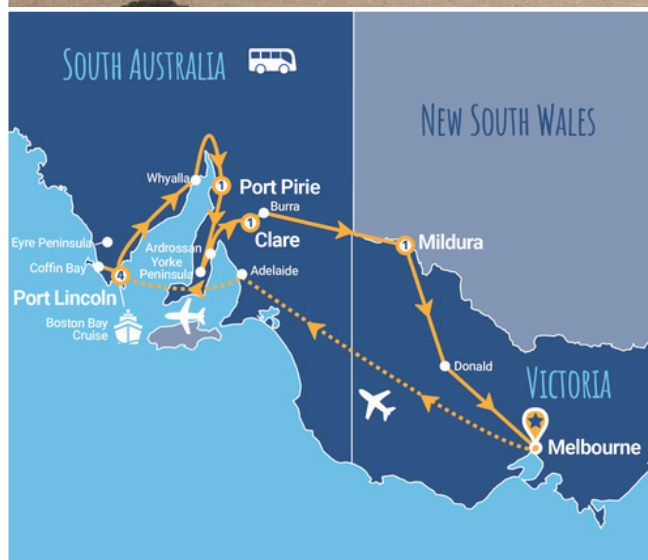 SOUTH AUSTRALIA
NEW SOUTH WALES
Whyalla
1
Port Pirie
Burra
1
Clare
Eyre Peninsula
Ardrossan
Yorke
Peninsula
1
Mildura
Coffin Bay
4
Adelaide
Port Lincoln
Boston Bay
Cruise
Donald
VICTORIA
Melbourne